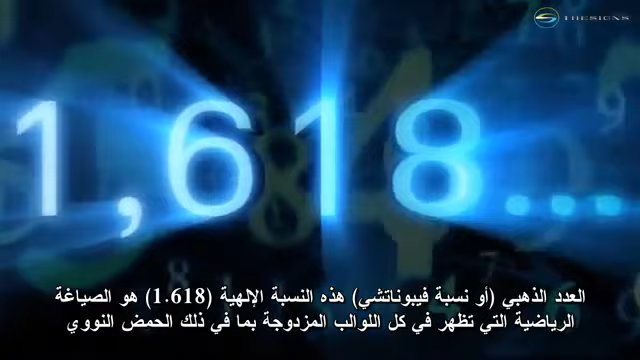 THESIGNS
1,618...
العدد الذهبي (أو نسبة فيبوناتشي) هذه النسبة الإلهية (1.618) هو الصياغة
الرياضية التي تظهر في كل اللوالب المزدوجة بما في ذلك الحمض النووي